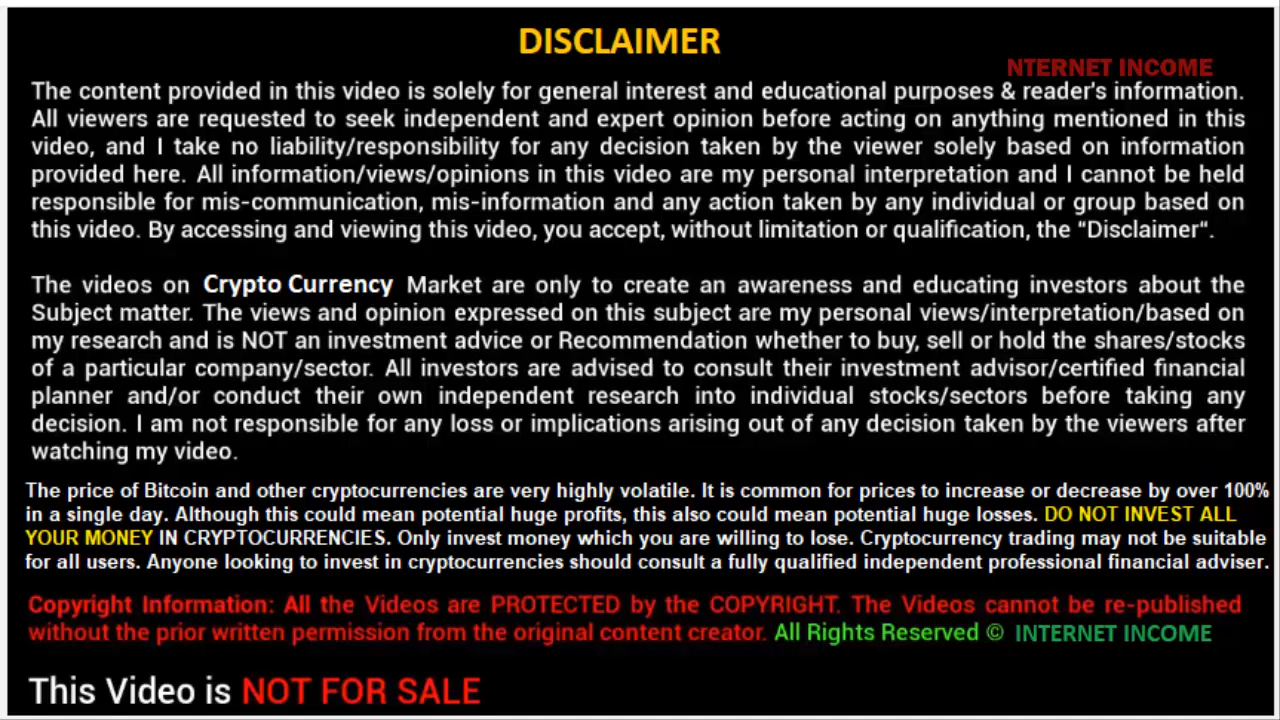 DISCLAIMER
NTERNET INCOME
The content provided in this video is solely for general interest and educational purposes & reader's information.
All viewers are requested to seek independent and expert opinion before acting on anything mentioned in this
video, and I take no liability/responsibility for any decision taken by the viewer solely based on information
provided here. All information/views/opinions in this video are my personal interpretation and I cannot be held
responsible for mis-communication, mis-information and any action taken by any individual or group based on
this video. By accessing and viewing this video, you accept, without limitation or qualification, the “Disclaimer“.
The videos on Crypto Currency Market are only to create an awareness and educating investors about the
Subject matter. The views and opinion expressed on this subject are my personal views/interpretation/based on
my research and is NOT an investment advice or Recommendation whether to buy, sell or hold the shares/stocks
of a particular company/sector. All investors are advised to consult their investment advisor/certified financial
planner and/or conduct their own independent research into individual stocks/sectors before taking any
decision. I am not responsible for any loss or implications arising out of any decision taken by the viewers after
watching my video.
The price of Bitcoin and other cryptocurrencies are very highly volatile. It is common for prices to increase or decrease by over 100%
in a single day. Although this could mean potential huge profits, this also could mean potential huge losses. DO NOT INVEST ALL
YOUR MONEY IN CRYPTOCURRENCIES. Only invest money which you are willing to lose. Cryptocurrency trading may not be suitable
for all users. Anyone looking to invest in cryptocurrencies should consult a fully qualified independent professional financial adviser.
Copyright Information: All the Videos are PROTECTED by the COPYRIGHT. The Videos cannot be re-published
without the prior written permission from the original content creator. All Rights Reserved © INTERNET INCOME
This Video is NOT FOR SALE